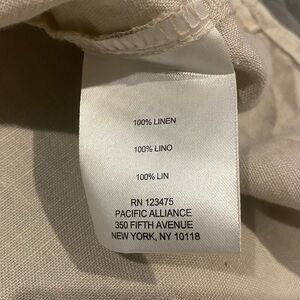 100% LINEN
100% LINO
100% LIN
RN 123475
PACIFIC ALLIANCE
350 FIFTH AVENUE
NEW YORK, NY 10118